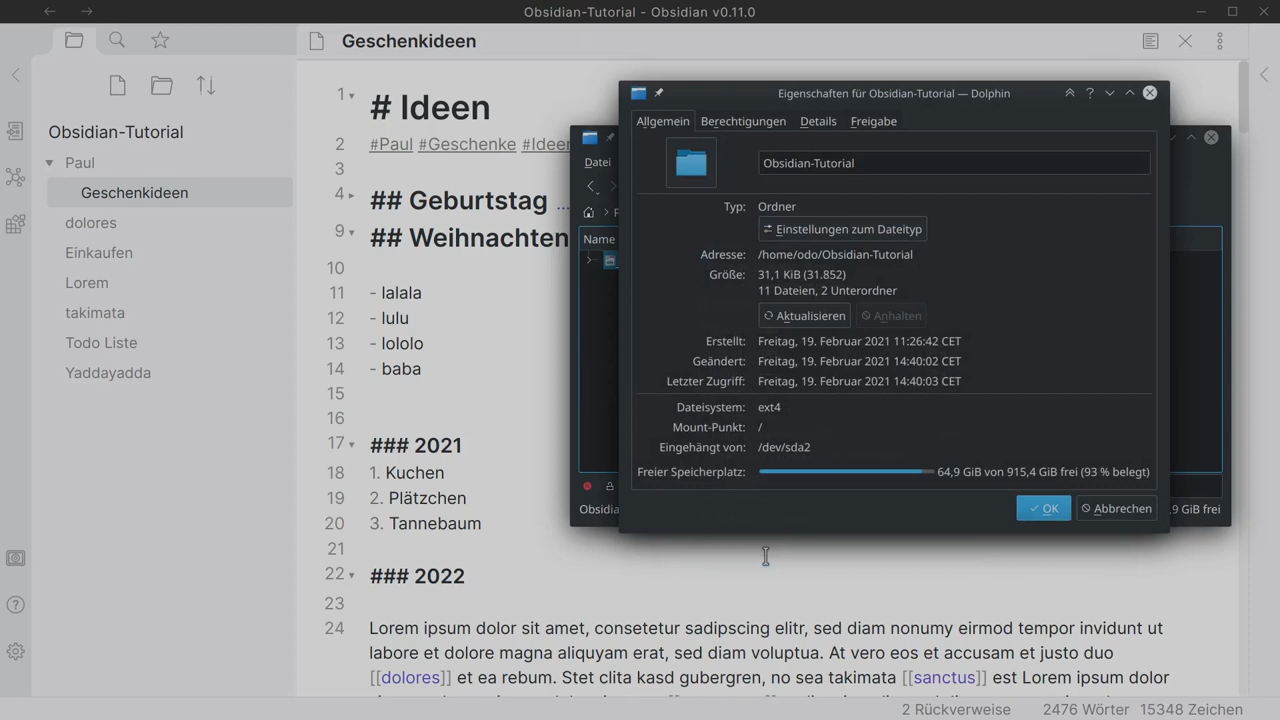 Obsidian-Tutorial - Obsidian v0.11.0
Geschenkideen
Obsidian-Tutorial
Paul
Geschenkideen
dolores
Einkaufen
Lorem
takimata
Todo Liste
Yaddayadda
1 # Ideen
2 #Paul #Geschenke #Ideen
3
4 ## Geburtstag ...
9 ## Weihnachten
10
11 - lalala
12 - lulu
13 - lololo
14 - baba
15
16
17 ### 2021
18 1. Kuchen
19 2. Plätzchen
20 3. Tannebaum
21
22 ### 2022
23
24 Lorem ipsum dolor sit amet, consetetur sadipscing elitr, sed diam nonumy eirmod tempor invidunt ut
labore et dolore magna aliquyam erat, sed diam voluptua. At vero eos et accusam et justo duo
[[dolores]] et ea rebum. Stet clita kasd gubergren, no sea takimata [[sanctus]] est Lorem ipsum dolor
Datei
Name
Obsidia
,9 GiB frei
Eigenschaften für Obsidian-Tutorial — Dolphin
Allgemein Berechtigungen Details Freigabe
Obsidian-Tutorial
Typ: Ordner
Einstellungen zum Dateityp
Adresse: /home/odo/Obsidian-Tutorial
Größe: 31,1 KiB (31.852)
11 Dateien, 2 Unterordner
Aktualisieren Anhalten
Erstellt: Freitag, 19. Februar 2021 11:26:42 CET
Geändert: Freitag, 19. Februar 2021 14:40:02 CET
Letzter Zugriff: Freitag, 19. Februar 2021 14:40:03 CET
Dateisystem: ext4
Mount-Punkt: /
Eingehängt von: /dev/sda2
Freier Speicherplatz: 64,9 GiB von 915,4 GiB frei (93 % belegt)
OK Abbrechen
2 Rückverweise 2476 Wörter 15348 Zeichen